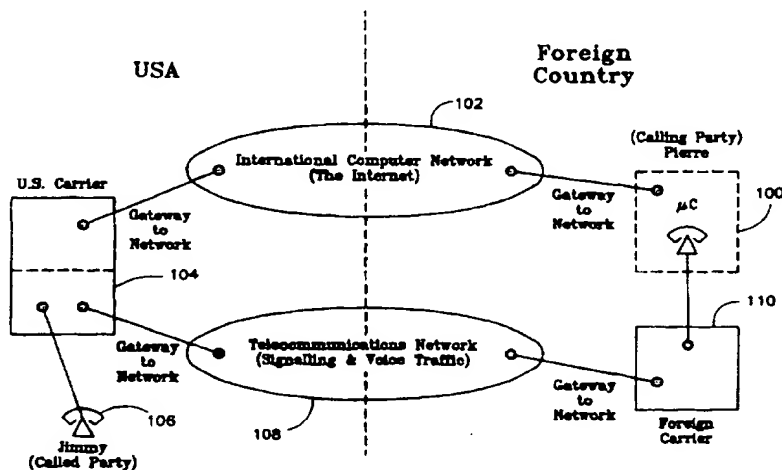 USA
Foreign
Country
102
(Calling Party)
Pierre
International Computer Network
(The Internet)
U.S. Carrier
Gateway
to
Network
Gateway
to
Network
μC
100
104
110
Gateway
to
Network
Telecommunications Network
(Signalling & Voice Traffic)
Gateway
to
Network
106
108
Jimmy
(Called Party)
Foreign
Carrier